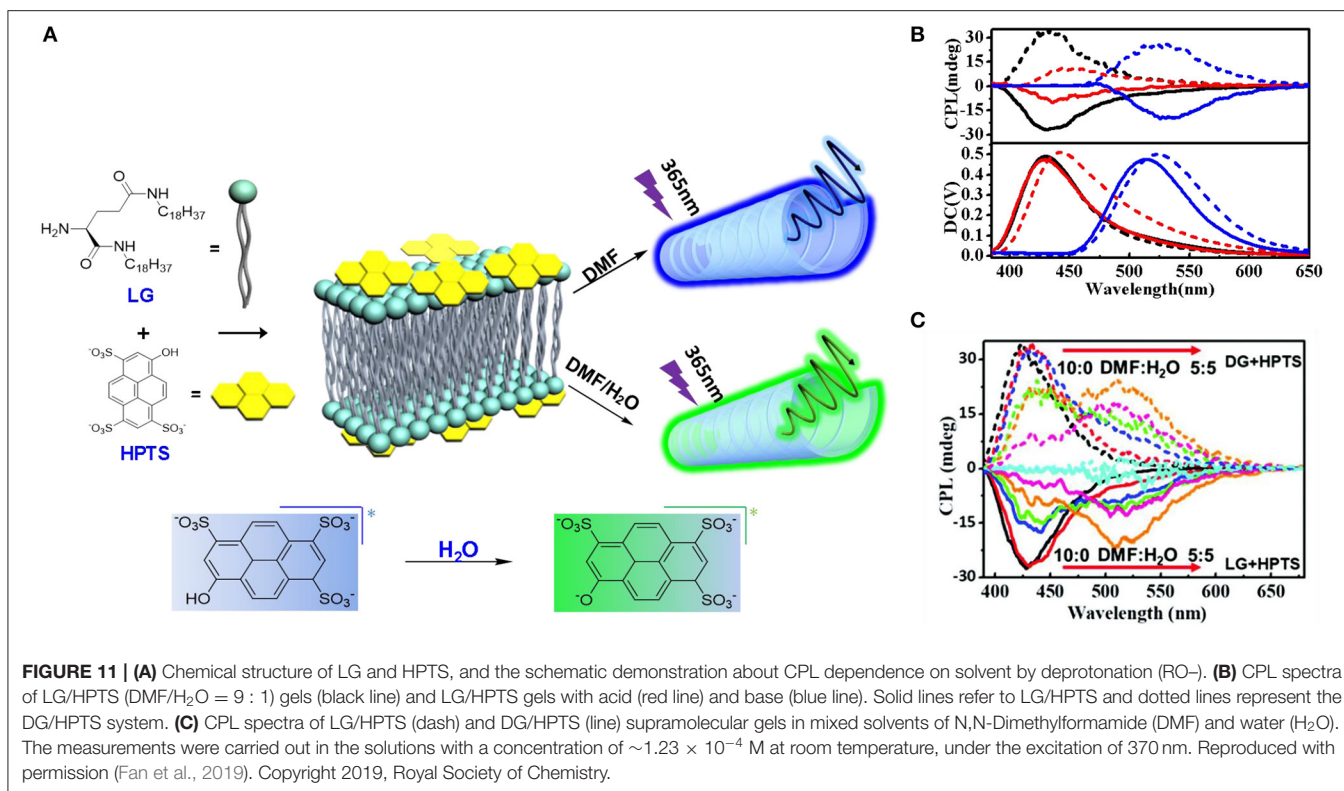 A
O
NH
C18H37
H2N
NH
O
C18H37
LG
=
+
-O3S
OH
-O3S
SO3-
HPTS
=
DMF
DMF/H2O
365nm
365nm
-O3S
SO3-
HO
SO3-
*
H2O
-O3S
SO3-
-O
SO3-
*
B
CPL(mdeg)
30
15
0
-15
-30
DC(V)
0.5
0.4
0.3
0.2
0.1
0.0
400 450 500 550 600 650
Wavelength(nm)
C
CPL (mdeg)
30
15
0
-15
-30
DG+HPTS
10:0 DMF:H2O 5:5
10:0 DMF:H2O 5:5
LG+HPTS
400 450 500 550 600 650
Wavelength (nm)
FIGURE 11 | (A) Chemical structure of LG and HPTS, and the schematic demonstration about CPL dependence on solvent by deprotonation (RO–). (B) CPL spectra
of LG/HPTS (DMF/H2O = 9 : 1) gels (black line) and LG/HPTS gels with acid (red line) and base (blue line). Solid lines refer to LG/HPTS and dotted lines represent the
DG/HPTS system. (C) CPL spectra of LG/HPTS (dash) and DG/HPTS (line) supramolecular gels in mixed solvents of N,N-Dimethylformamide (DMF) and water (H2O).
The measurements were carried out in the solutions with a concentration of ~1.23 × 10−4 M at room temperature, under the excitation of 370 nm. Reproduced with
permission (Fan et al., 2019). Copyright 2019, Royal Society of Chemistry.